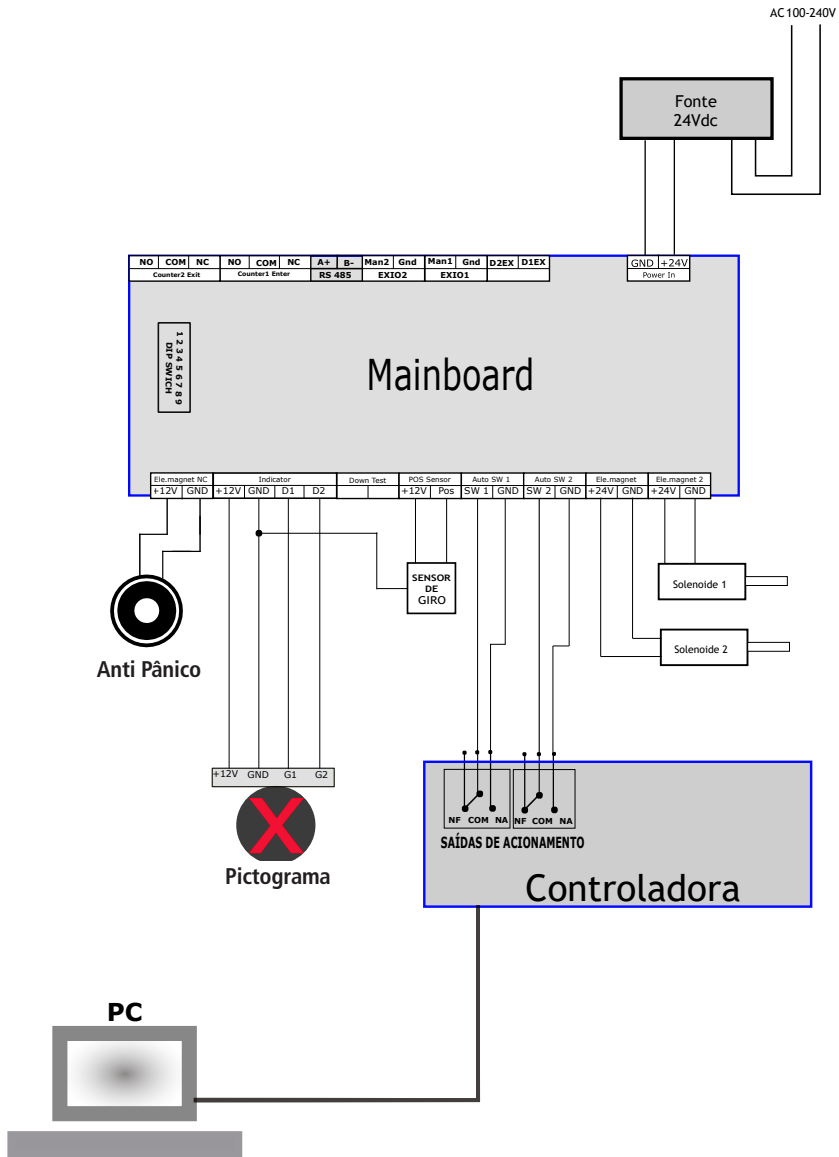 AC 100-240V
Fonte
24Vdc
NO COM NC NO COM NC A+ B- Man2 Gnd Man1 Gnd D2EX D1EX
Counter2 Exit Counter1 Enter RS 485 EXIO2 EXIO1
GND +24V
Power In
1 2 3 4 5 6 7 8 9
DIP SWICH
Mainboard
Ele.magnet NC Indicator Down Test POS Sensor Auto SW 1 Auto SW 2 Ele.magnet Ele.magnet 2
+12V GND +12V GND D1 D2 +12V Pos SW 1 GND SW 2 GND +24V GND +24V GND
SENSOR
DE
GIRO
Solenoide 1
Solenoide 2
Anti Pânico
+12V GND G1 G2
Pictograma
NF COM NA NF COM NA
SAÍDAS DE ACIONAMENTO
Controladora
PC